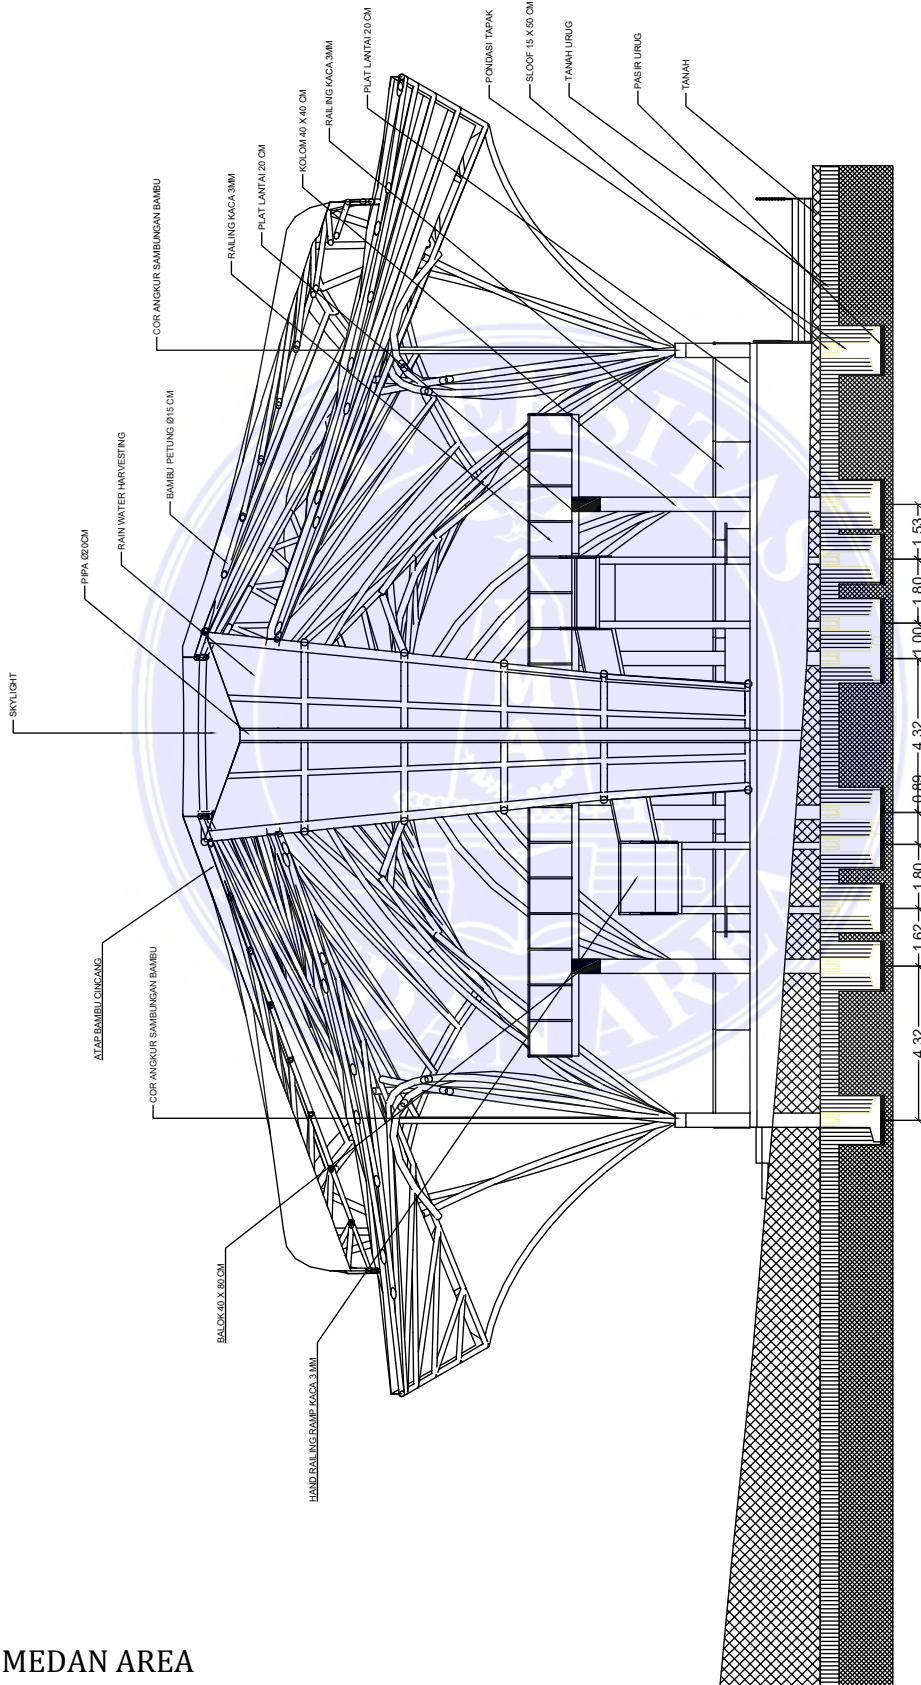 SKYLIGHT
PIPA Ø20CM
RAIN WATER HARVESTING
BAMBU PETUNG Ø15 CM
COR ANGKUR SAMBUNGAN BAMBU
RAILING KACA 3MM
PLAT LANTAI 20 CM
KOLOM 40 X 40 CM
RAILING KACA 3MM
PLAT LANTAI 20 CM
PONDASI TAPAK
SLOOF 15 X 50 CM
TANAH URUG
PASIR URUG
TANAH
ATAP BAMBU CINCANG
COR ANGKUR SAMBUNGAN BAMBU
BALOK 40 X 80 CM
HAND RAILING RAMP KACA 3 MM
4.32
1.62
1.80
0.89
4.32
1.00
1.80
1.53
UNIVERSITAS
MEDAN AREA
MEDAN AREA